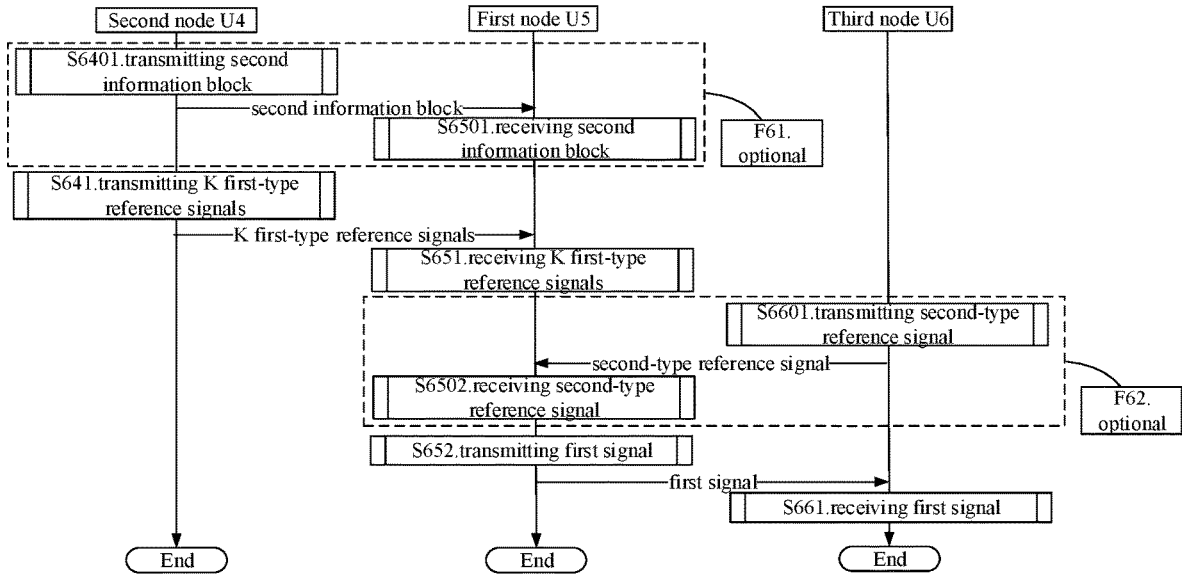 Second node U4
First node U5
Third node U6
S6401.transmitting second
information block
second information block
S6501.receiving second
information block
F61.
optional
S641.transmitting K first-type
reference signals
K first-type reference signals
S651.receiving K first-type
reference signals
S6601.transmitting second-type
reference signal
second-type reference signal
S6502.receiving second-type
reference signal
F62.
optional
S652.transmitting first signal
first signal
S661.receiving first signal
End
End
End